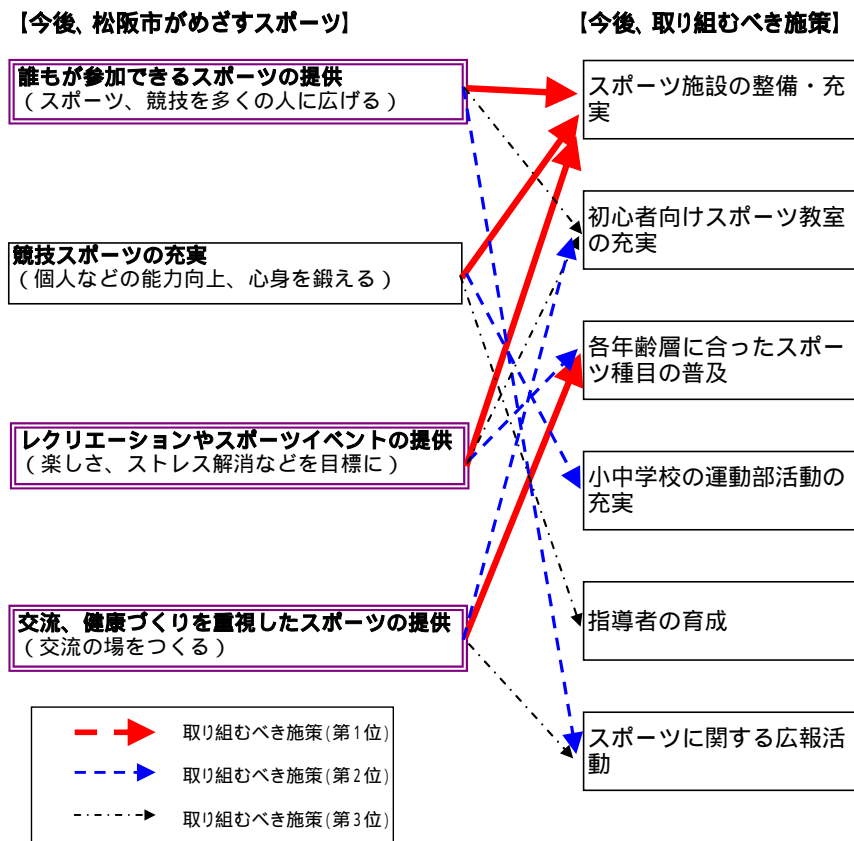 【今後、松阪市がめざすスポーツ】
【今後、取り組むべき施策】
誰もが参加できるスポーツの提供
（スポーツ、競技を多くの人に広げる）
競技スポーツの充実
（個人などの能力向上、心身を鍛える）
レクリエーションやスポーツイベントの提供
（楽しさ、ストレス解消などを目標に）
交流、健康づくりを重視したスポーツの提供
（交流の場をつくる）
スポーツ施設の整備・充
実
初心者向けスポーツ教室
の充実
各年齢層に合ったスポー
ツ種目の普及
小中学校の運動部活動の
充実
指導者の育成
スポーツに関する広報活
動
取り組むべき施策(第1位)
取り組むべき施策(第2位)
取り組むべき施策(第3位)